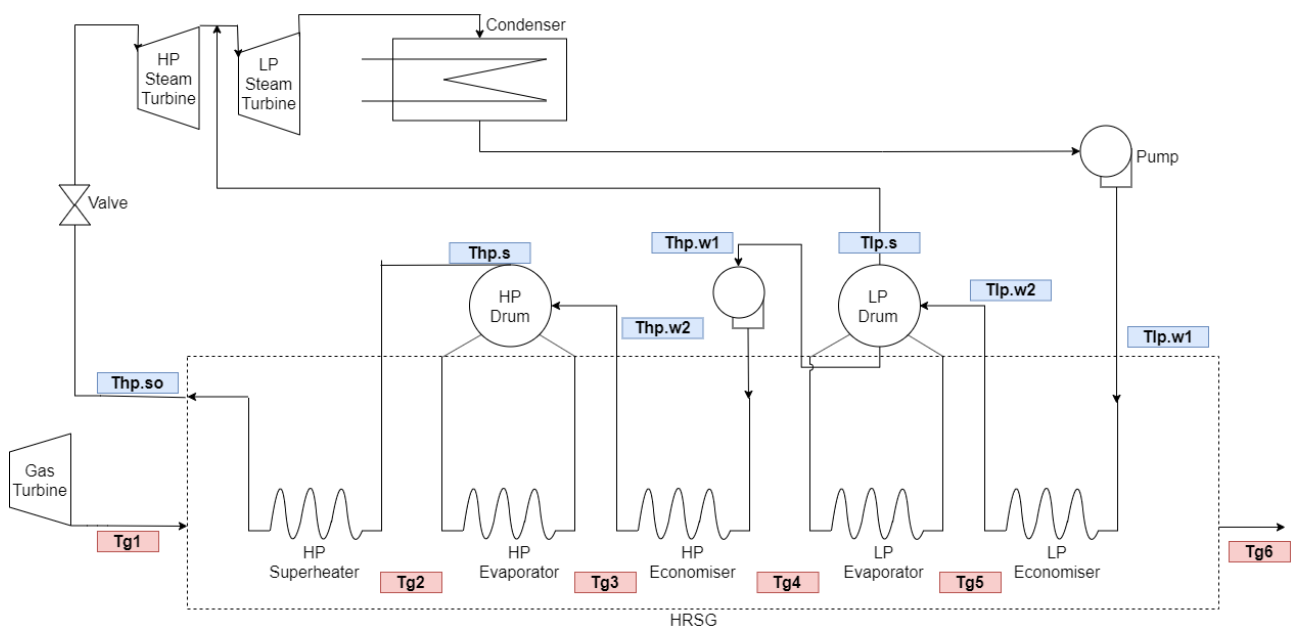 Condenser
HP
Steam
Turbine
LP
Steam
Turbine
Pump
Valve
Thp.s
Thp.w1
Tlp.s
HP
Drum
LP
Drum
Tlp.w2
Thp.w2
Tlp.w1
Thp.so
Gas
Turbine
Tg1
HP
Superheater
Tg2
HP
Evaporator
Tg3
HP
Economiser
Tg4
LP
Evaporator
Tg5
LP
Economiser
Tg6
HRSG